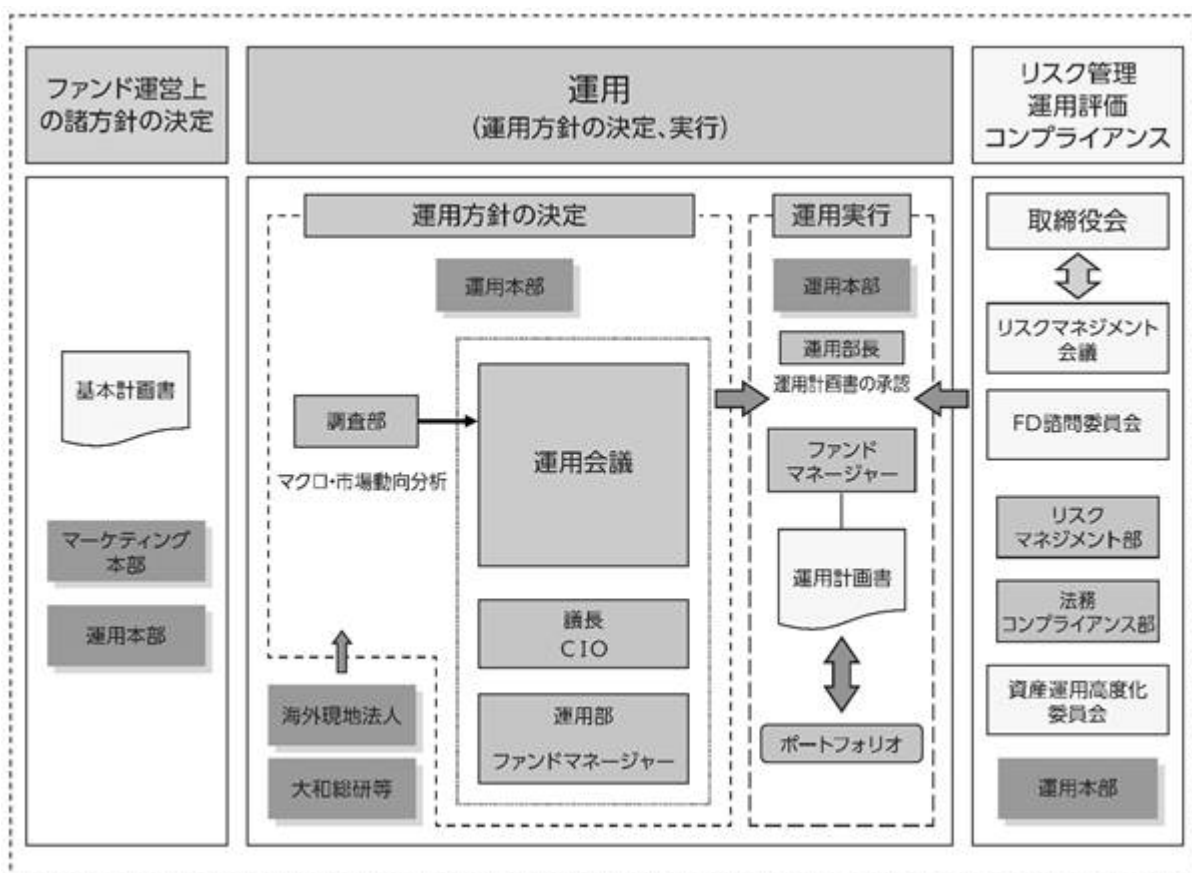 ファンド運営上
の諸方針の決定
運用
(運用方針の決定、実行)
リスク管理
運用評価
コンプライアンス
基本計画書
マーケティング
本部
運用本部
運用方針の決定
運用本部
調査部
マクロ・市場動向分析
運用会議
議長
CIO
運用部
ファンドマネージャー
海外現地法人
大和総研等
運用実行
運用本部
運用部長
運用計画書の承認
ファンド
マネージャー
運用計画書
ポートフォリオ
取締役会
リスクマネジメント
会議
FD諮問委員会
リスク
マネジメント部
法務
コンプライアンス部
資産運用高度化
委員会
運用本部